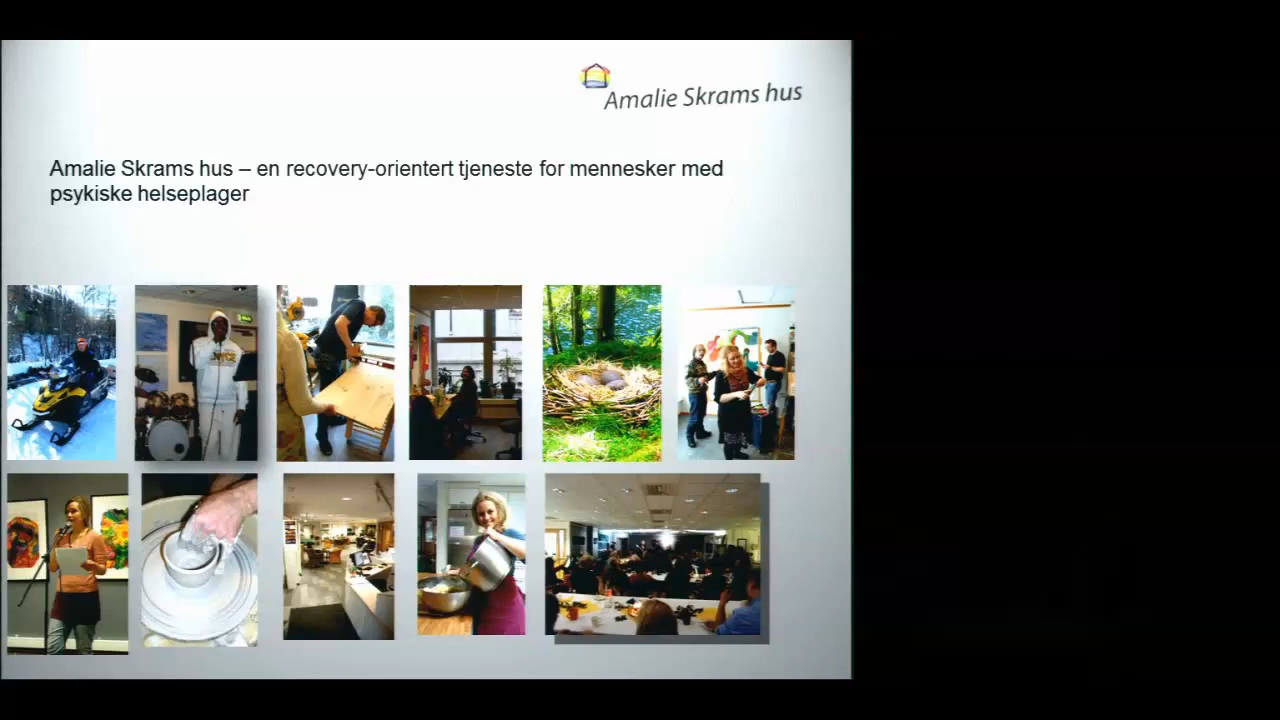 Amalie Skrams hus
Amalie Skrams hus – en recovery-orientert tjeneste for mennesker med
psykiske helseplager